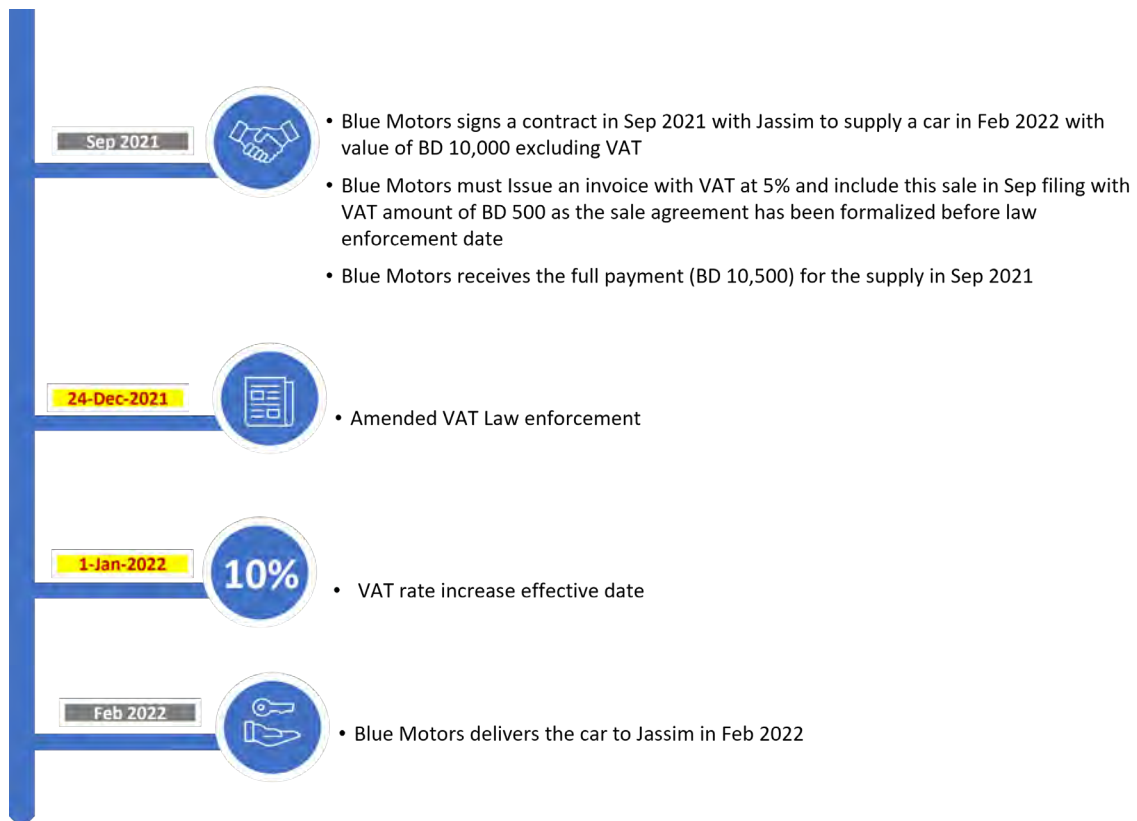 Sep 2021
• Blue Motors signs a contract in Sep 2021 with Jassim to supply a car in Feb 2022 with
value of BD 10,000 excluding VAT
• Blue Motors must Issue an invoice with VAT at 5% and include this sale in Sep filing with
VAT amount of BD 500 as the sale agreement has been formalized before law
enforcement date
• Blue Motors receives the full payment (BD 10,500) for the supply in Sep 2021
24-Dec-2021
• Amended VAT Law enforcement
1-Jan-2022
10%
• VAT rate increase effective date
Feb 2022
• Blue Motors delivers the car to Jassim in Feb 2022